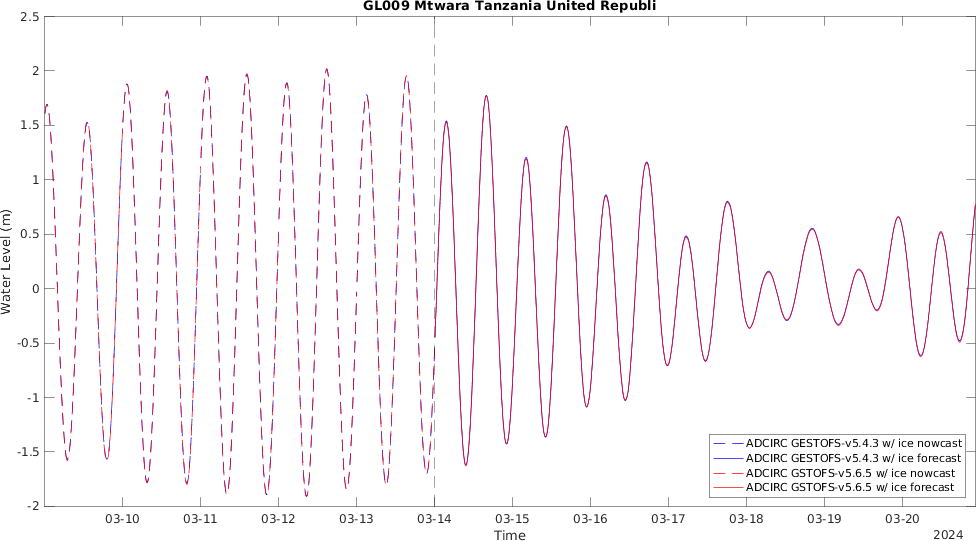 GL009 Mtwara Tanzania United Republi
2.5
2
1.5
1
0.5
0
-0.5
-1
-1.5
-2
Water Level (m)
ADCIRC GESTOFS-v5.4.3 w/ ice nowcast
ADCIRC GESTOFS-v5.4.3 w/ ice forecast
ADCIRC GSTOFS-v5.6.5 w/ ice nowcast
ADCIRC GSTOFS-v5.6.5 w/ ice forecast
03-10 03-11 03-12 03-13 03-14 03-15 03-16 03-17 03-18 03-19 03-20
Time
2024